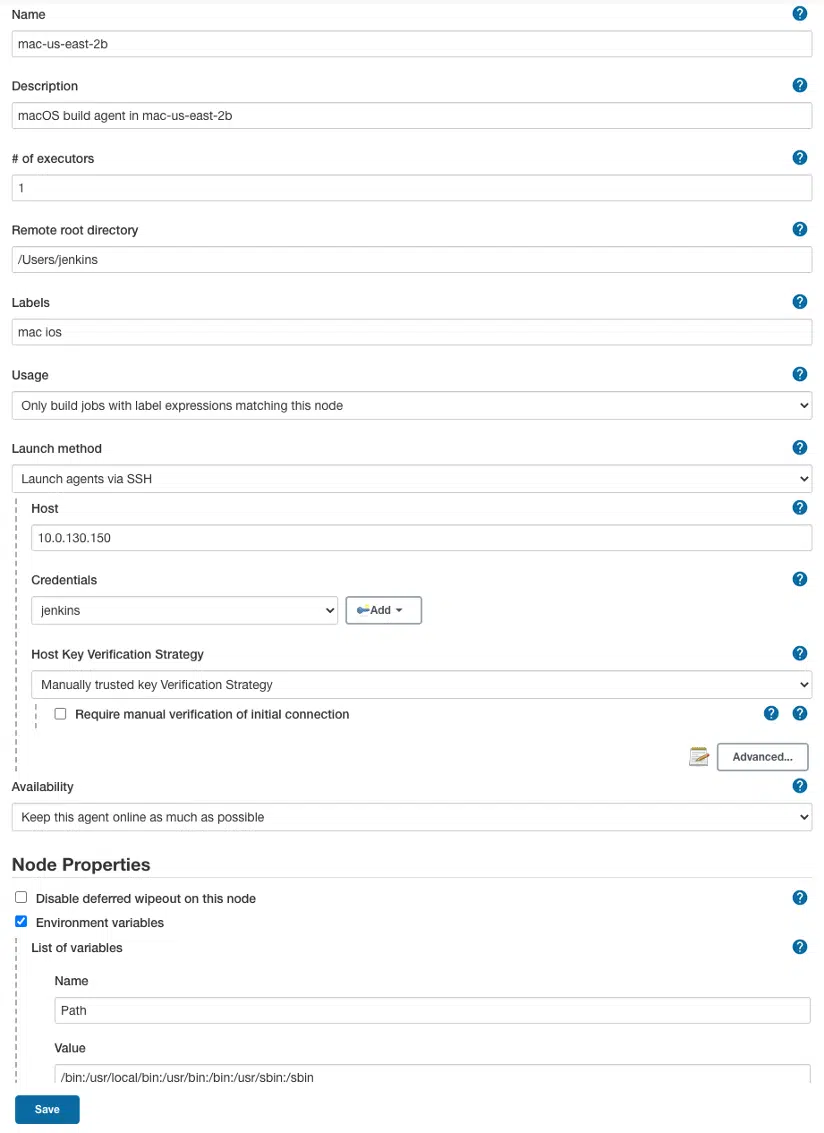 Name
mac-us-east-2b
Description
macOS build agent in mac-us-east-2b
# of executors
1
Remote root directory
/Users/jenkins
Labels
mac ios
Usage
Only build jobs with label expressions matching this node
Launch method
Launch agents via SSH
Host
10.0.130.150
Credentials
jenkins Add
Host Key Verification Strategy
Manually trusted key Verification Strategy
Require manual verification of initial connection
Advanced...
Availability
Keep this agent online as much as possible
Node Properties
Disable deferred wipeout on this node
Environment variables
List of variables
Name
Path
Value
/bin:/usr/local/bin:/usr/bin:/bin:/usr/sbin:/sbin
Save